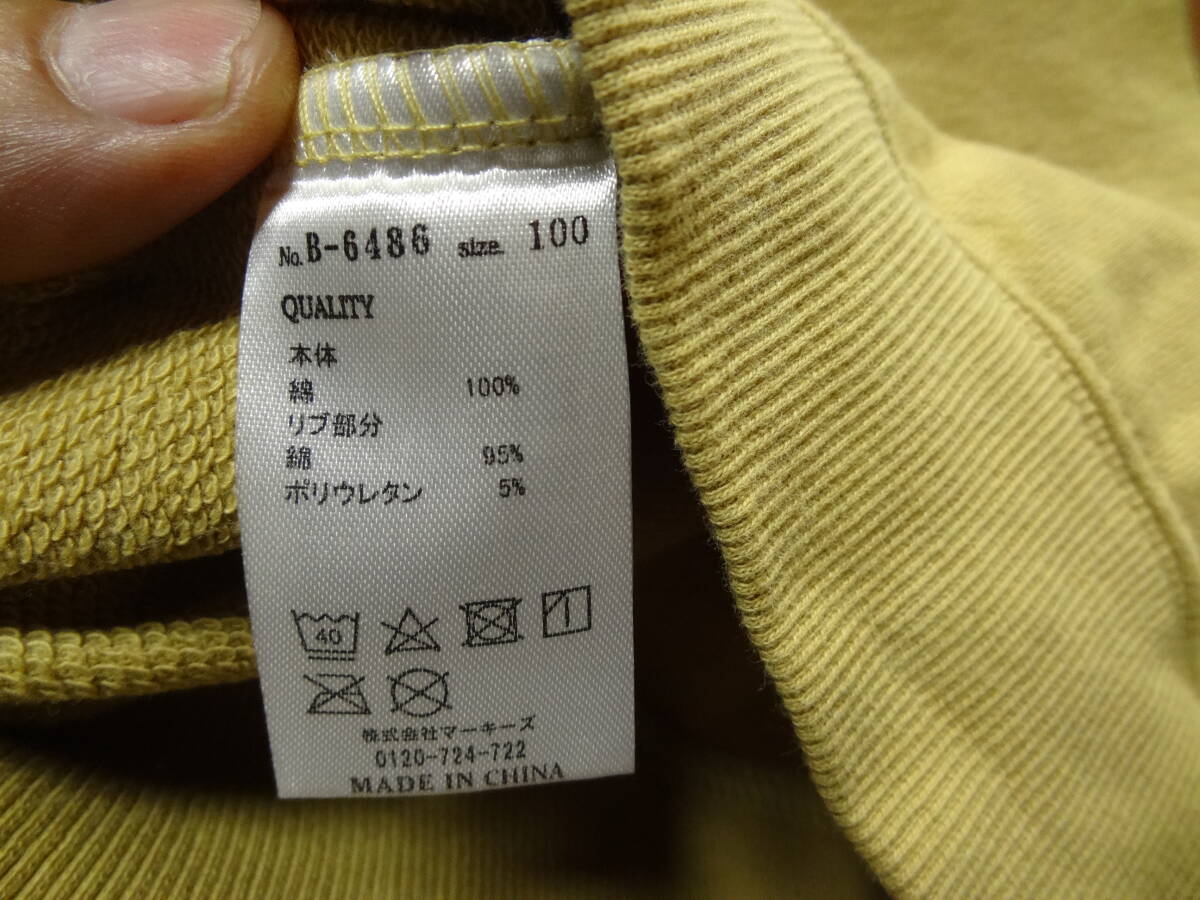 No. B-6486 size. 100
QUALITY
本体
綿 100%
リブ部分
綿 95%
ポリウレタン 5%
40
株式会社マーキーズ
0120-724-722
MADE IN CHINA